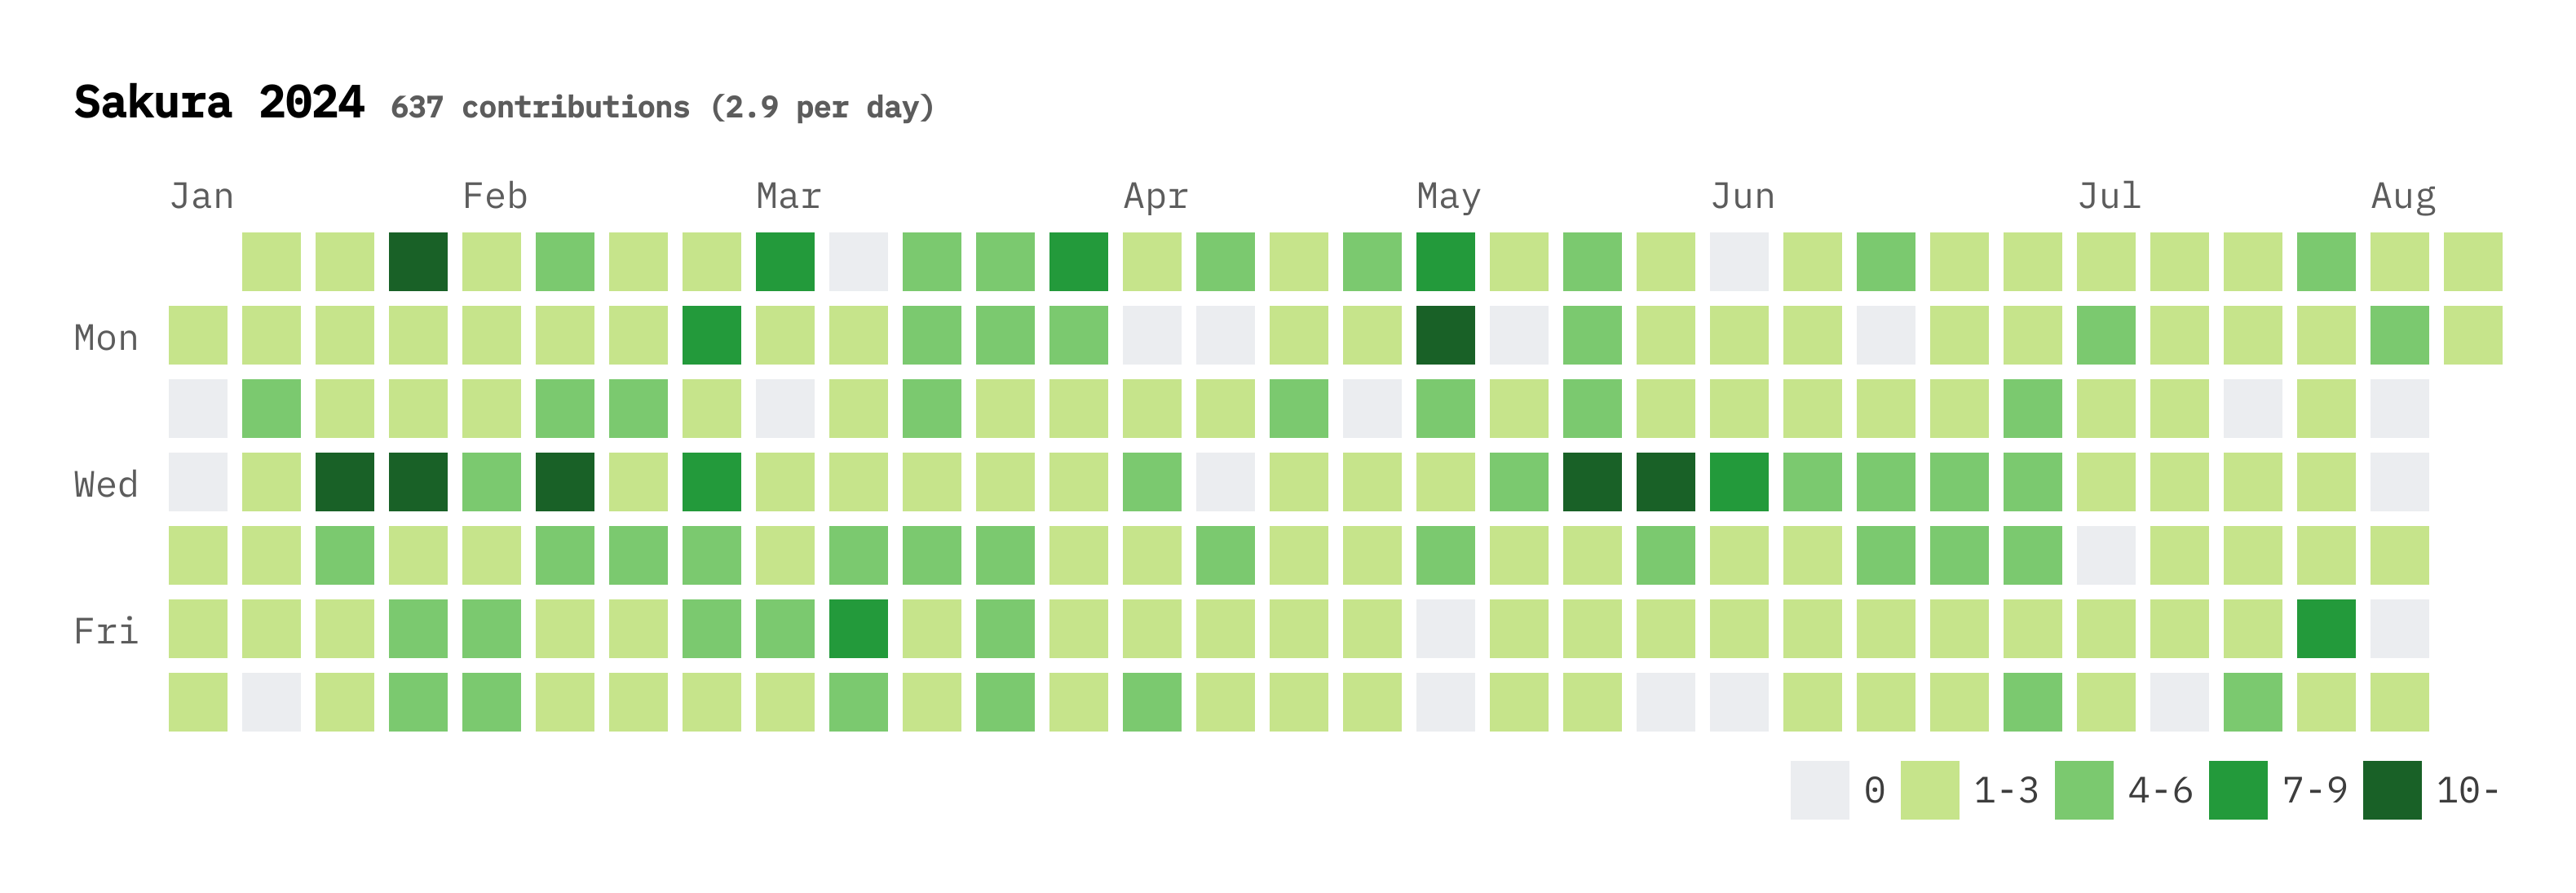 Sakura 2024 637 contributions (2.9 per day)
Jan Feb Mar Apr May Jun Jul Aug
Mon
Wed
Fri
0 1-3 4-6 7-9 10-